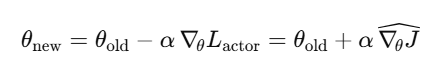 θ_new = θ_old − α ∇_θ L_actor = θ_old + α \widehat{∇_θ J}